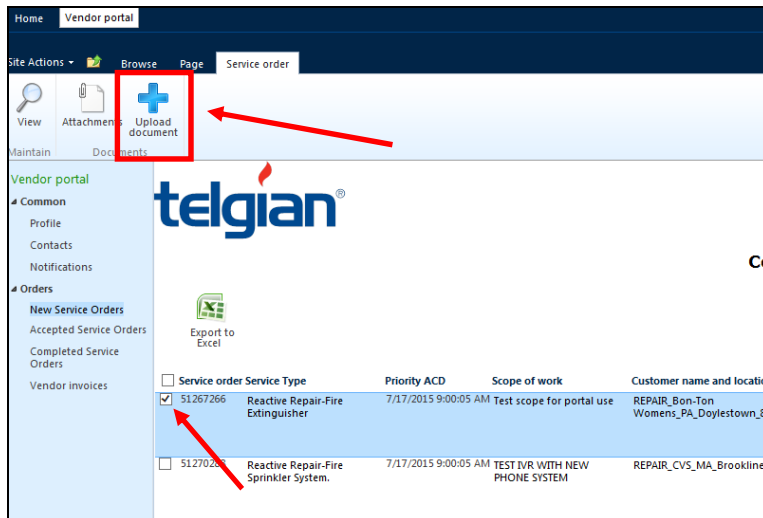 Home Vendor portal
Site Actions Browse Page Service order
View Attachments Upload
document
Maintain Documents
Vendor portal
telgian®
Common
Profile
Contacts
Notifications
Orders
New Service Orders
Accepted Service Orders
Completed Service
Orders
Vendor invoices
Export to
Excel
Service order Service Type Priority ACD Scope of work Customer name and locatio
51267266 Reactive Repair-Fire 7/17/2015 9:00:05 AM Test scope for portal use REPAIR_Bon-Ton
Extinguisher Womens_PA_Doylestown_8
Reactive Repair-Fire 7/17/2015 9:00:05 AM TEST IVR WITH NEW REPAIR_CVS_MA_Brookline
Sprinkler System. PHONE SYSTEM